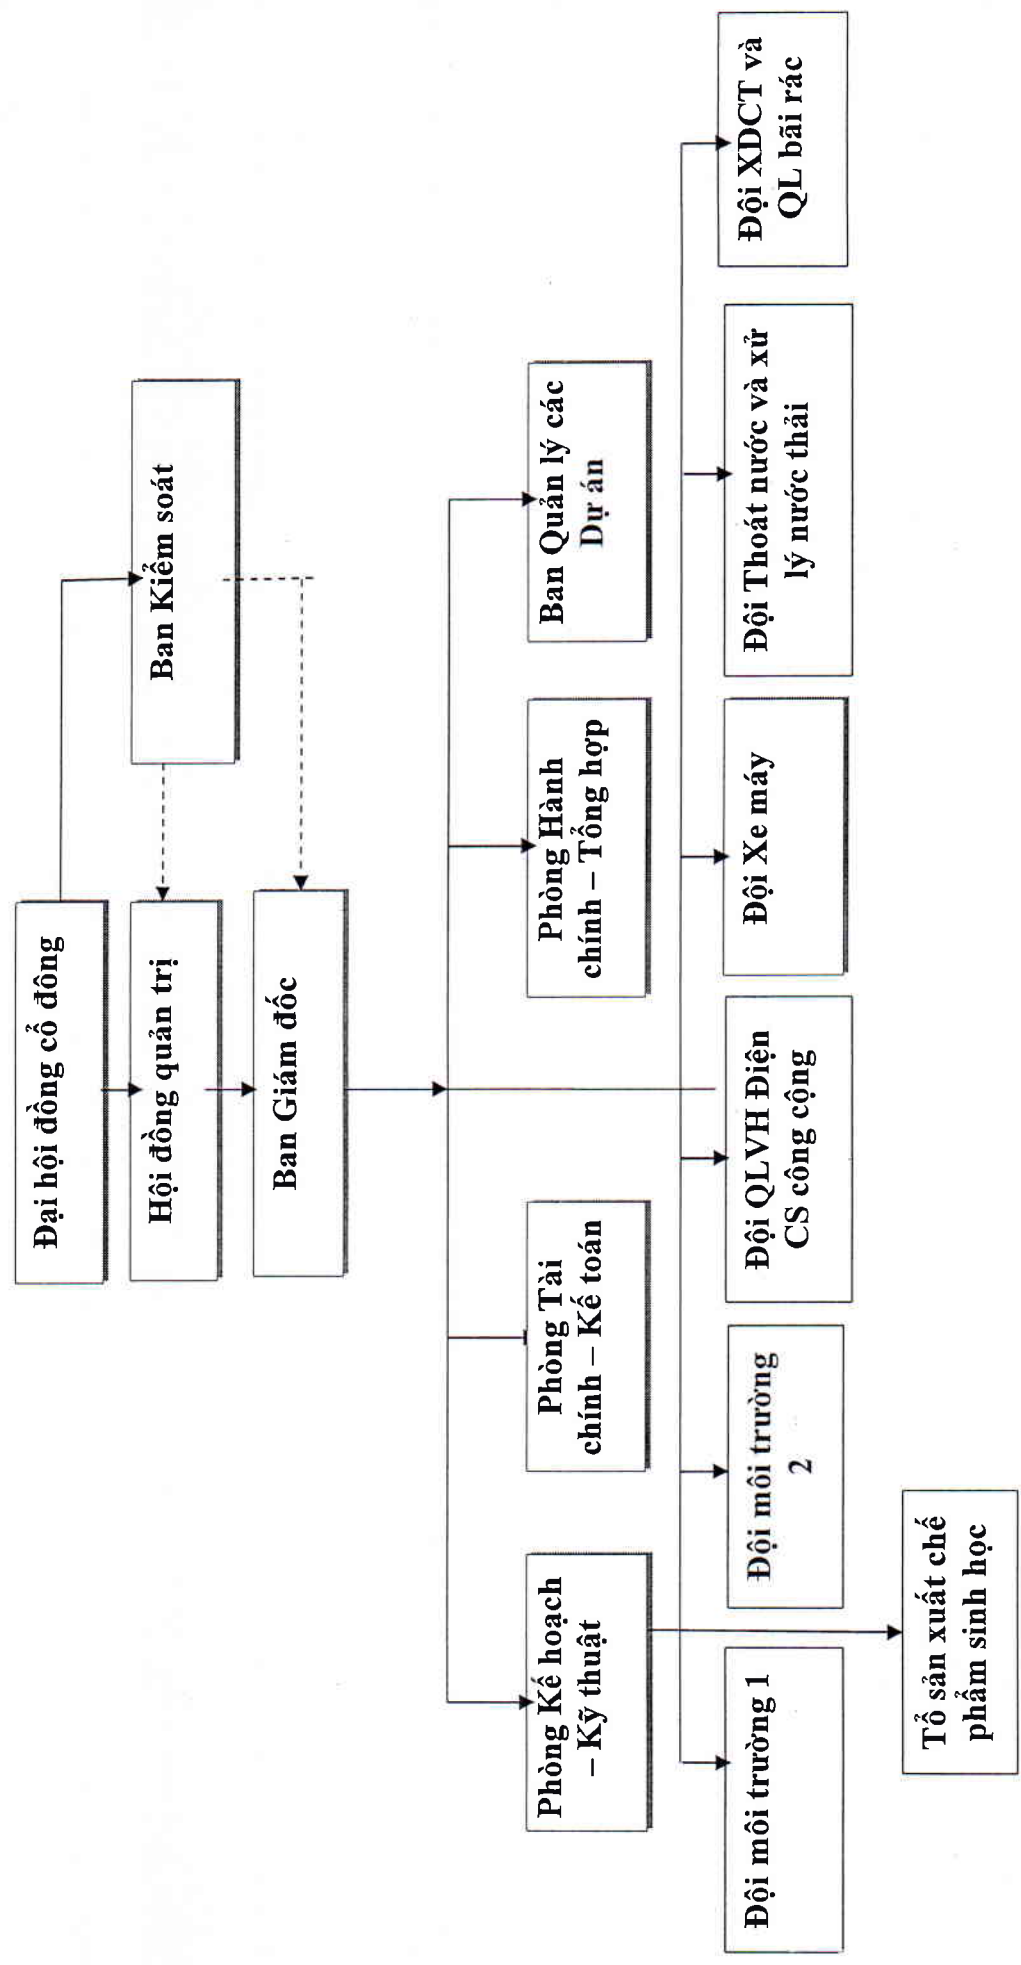 Đại hội đồng cổ đông
Hội đồng quản trị
Ban Kiểm soát
Ban Giám đốc
Phòng Kế hoạch
– Kỹ thuật
Phòng Tài
chính – Kế toán
Phòng Hành
chính – Tổng hợp
Ban Quản lý các
Dự án
Đội môi trường 1
Đội môi trường
2
Đội QLVH Điện
CS công cộng
Đội Xe máy
Đội Thoát nước và xử
lý nước thải
Đội XDCT và
QL bãi rác
Tổ sản xuất chế
phẩm sinh học